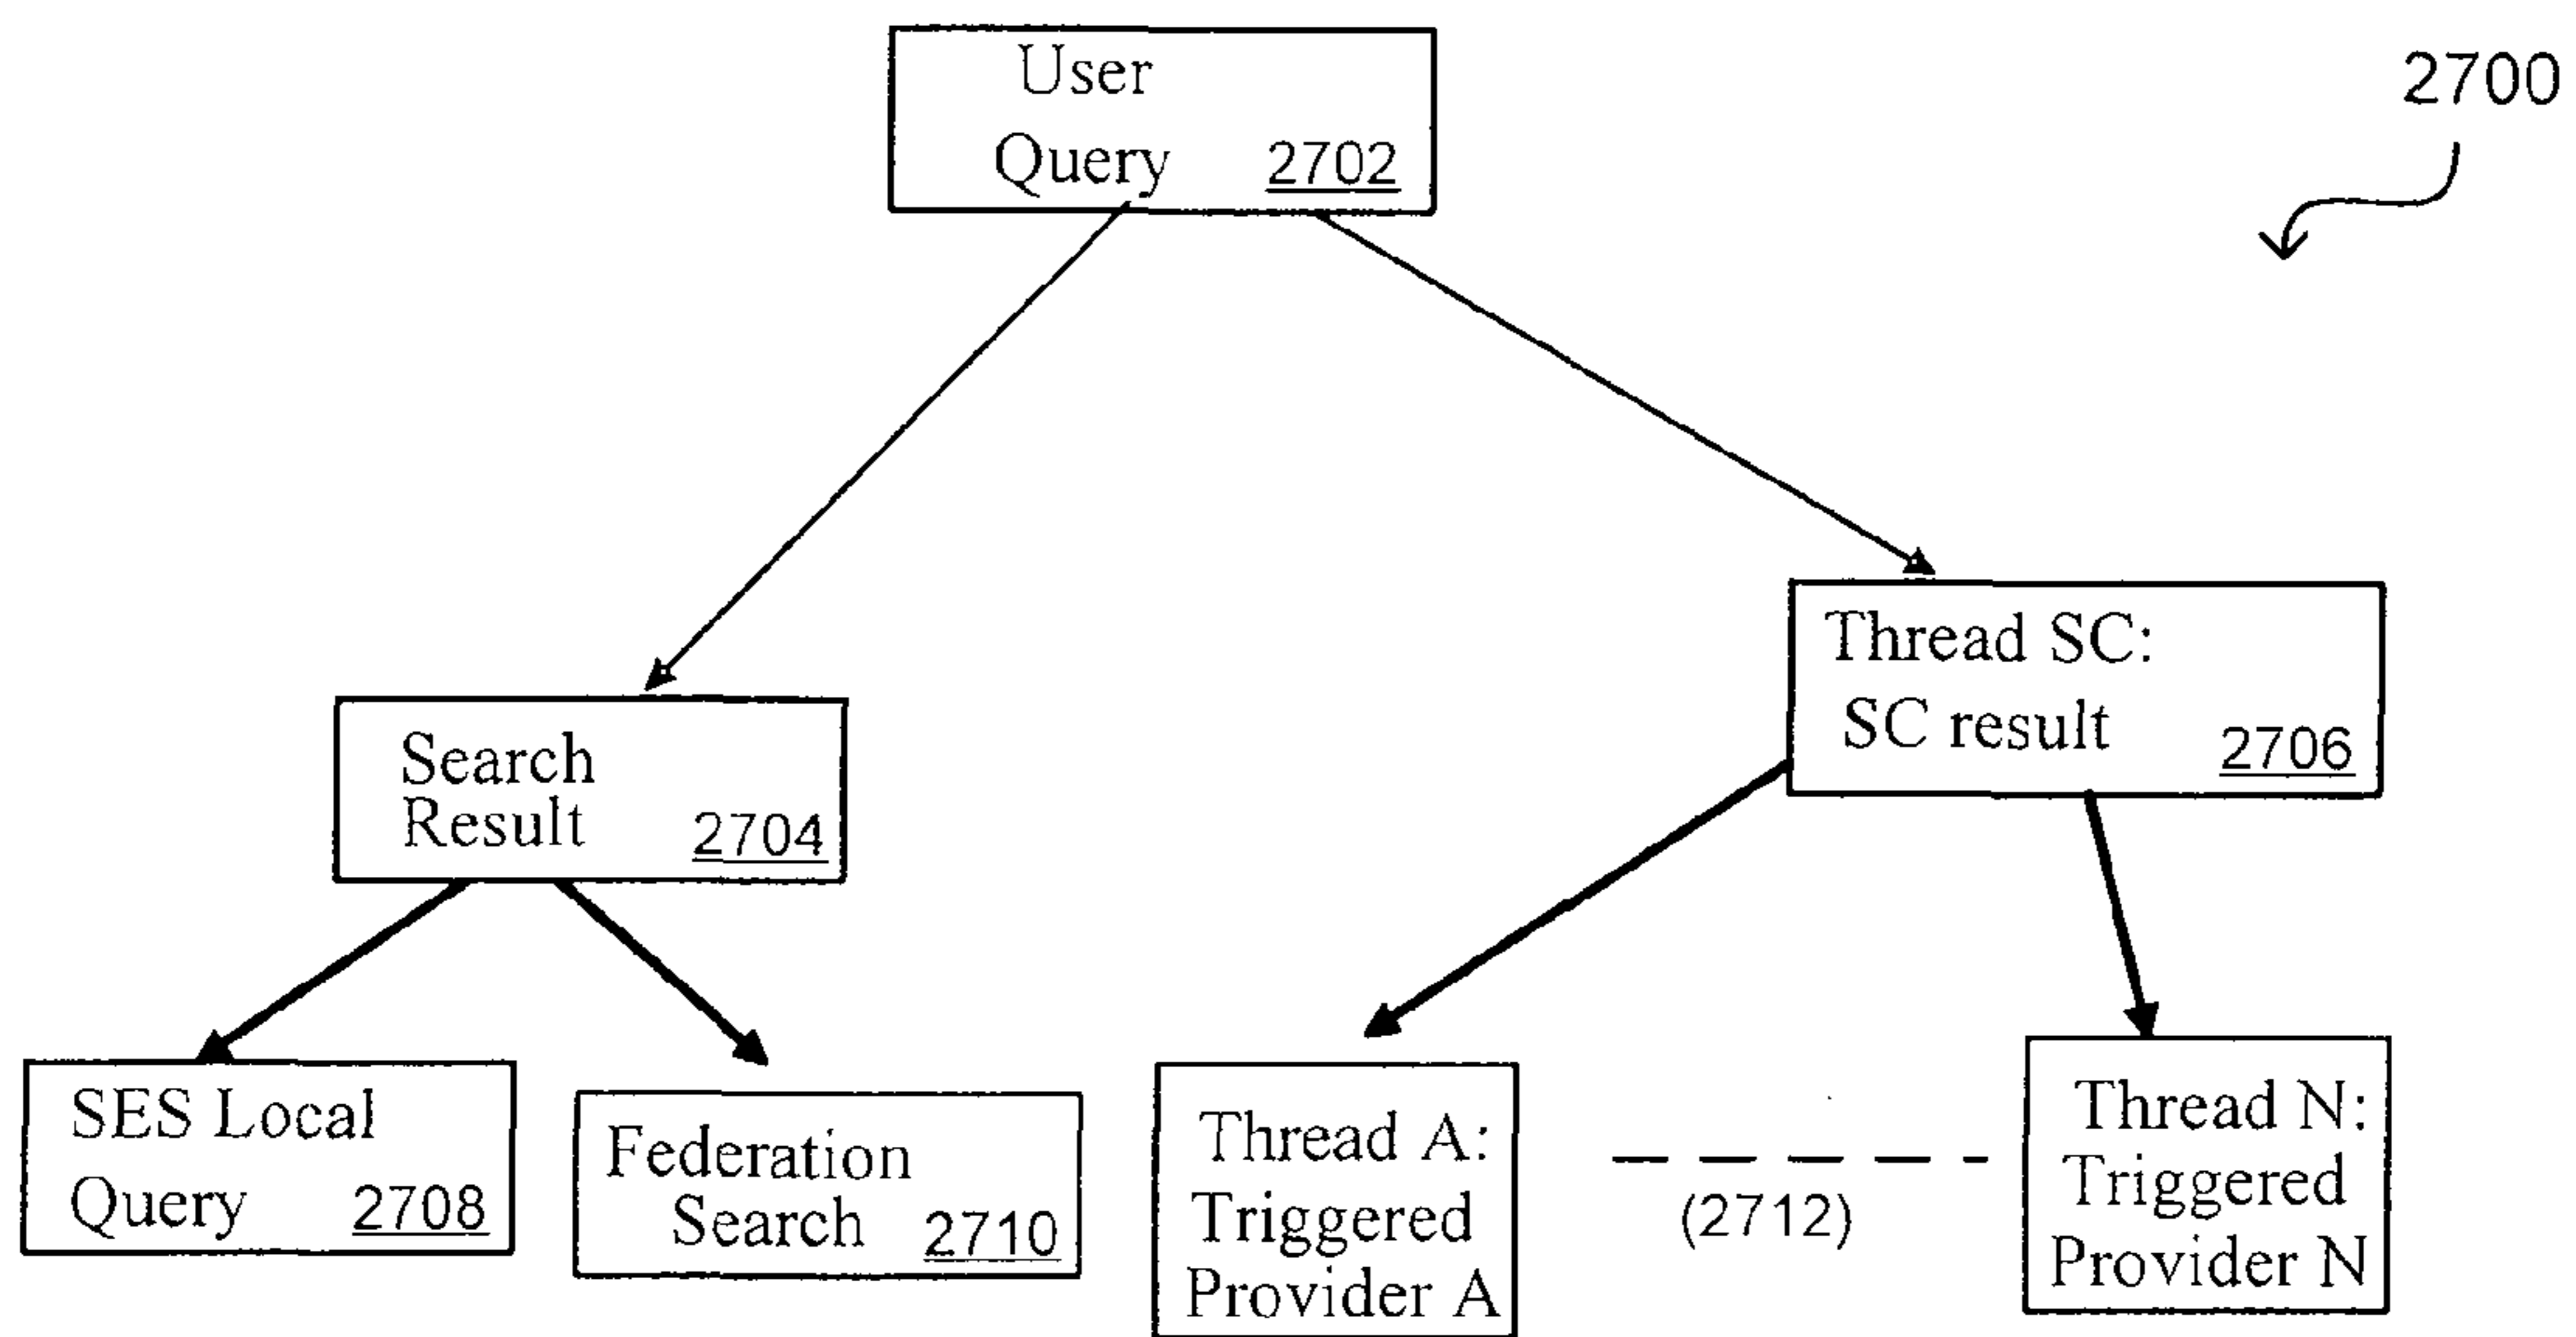 User
Query 2702
2700
Thread SC:
SC result 2706
Search
Result 2704
SES Local
Query 2708
Federation
Search 2710
Thread A:
Triggered
Provider A
(2712)
Thread N:
Triggered
Provider N